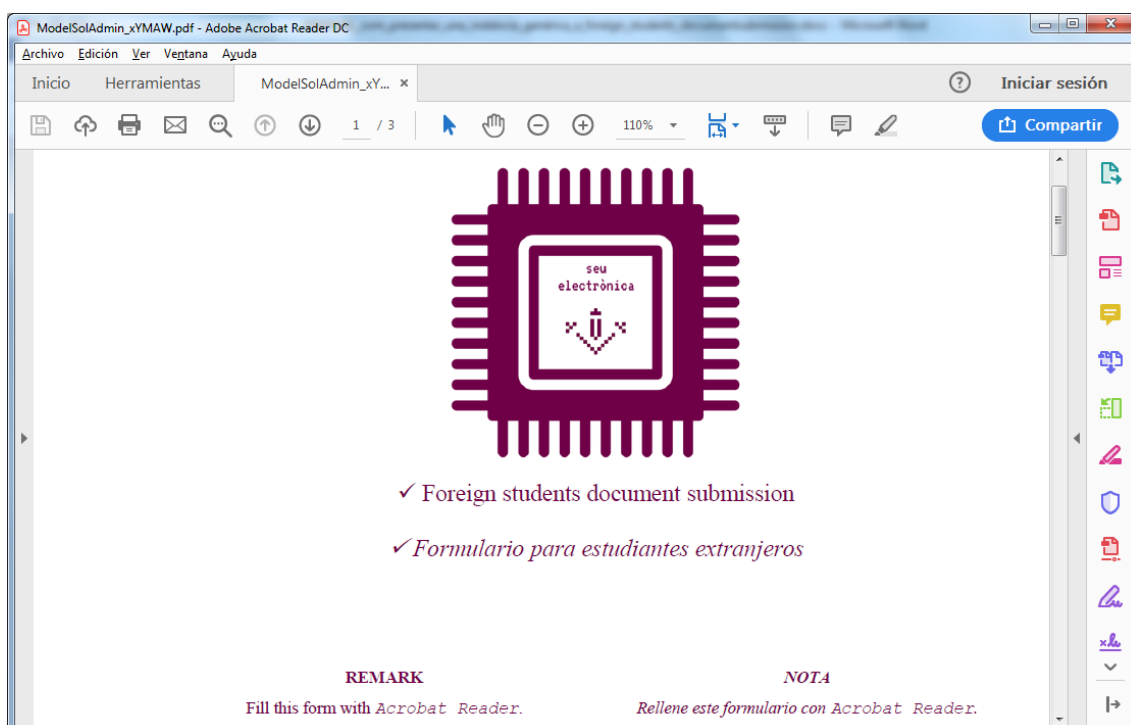 ModelSolAdmin_xYMAW.pdf - Adobe Acrobat Reader DC
Archivo Edición Ver Ventana Ayuda
Inicio Herramientas ModelSolAdmin_xY... × ? Iniciar sesión
1 / 3 110% Compartir
seu
electrònica
✓ Foreign students document submission
✓ Formulario para estudiantes extranjeros
REMARK NOTA
Fill this form with Acrobat Reader. Rellene este formulario con Acrobat Reader.